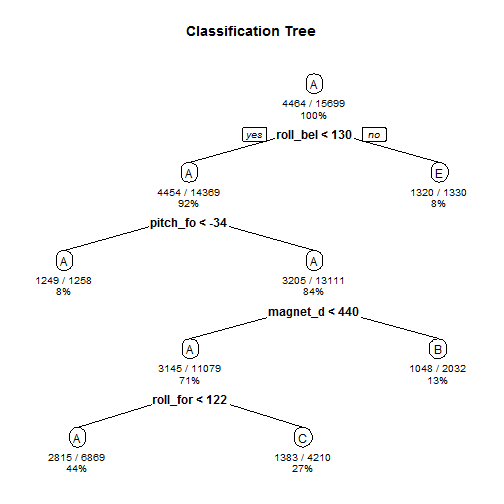 Classification Tree
A
4464 / 15699
100%
yes roll_bel < 130 no
A
4454 / 14369
92%
E
1320 / 1330
8%
pitch_fo < -34
A
1249 / 1258
8%
A
3205 / 13111
84%
magnet_d < 440
A
3145 / 11079
71%
B
1048 / 2032
13%
roll_for < 122
A
2815 / 6869
44%
C
1383 / 4210
27%